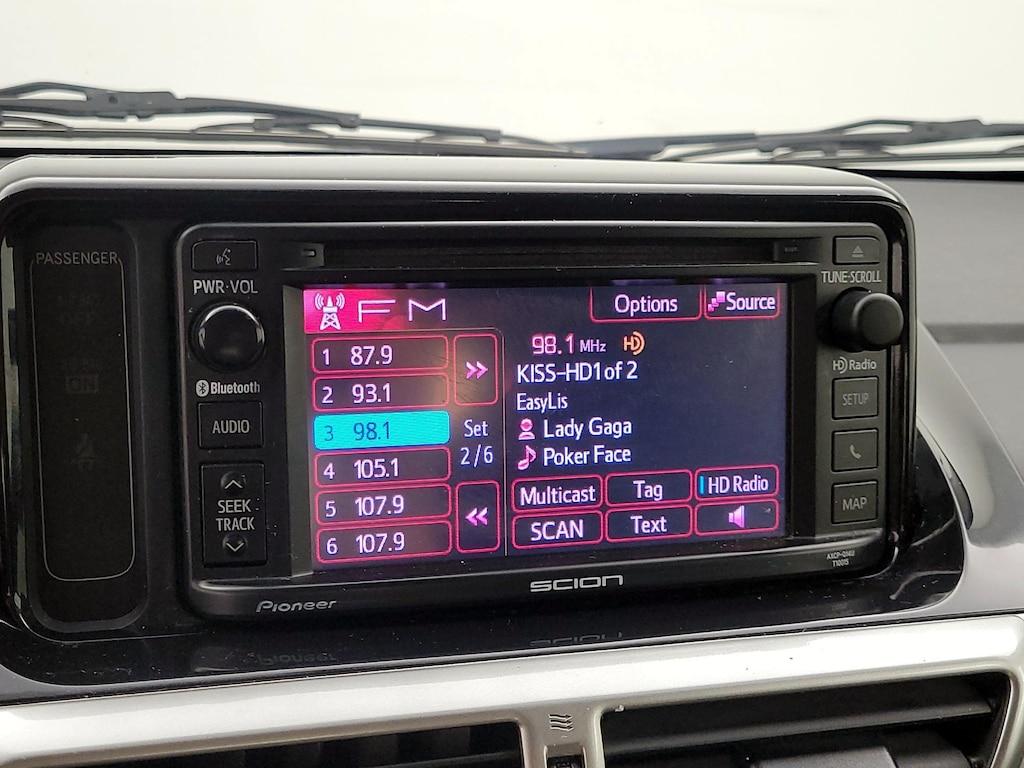 PASSENGER
PWR·VOL
Bluetooth
AUDIO
SEEK
TRACK
FM
Options
Source
1 87.9
2 93.1
3 98.1
4 105.1
5 107.9
6 107.9
Set
2/6
98.1 MHz HD
KISS-HD1 of 2
EasyLis
Lady Gaga
Poker Face
Multicast
Tag
HD Radio
SCAN
Text
TUNE·SCROLL
HD Radio
SETUP
MAP
Pioneer
SCION